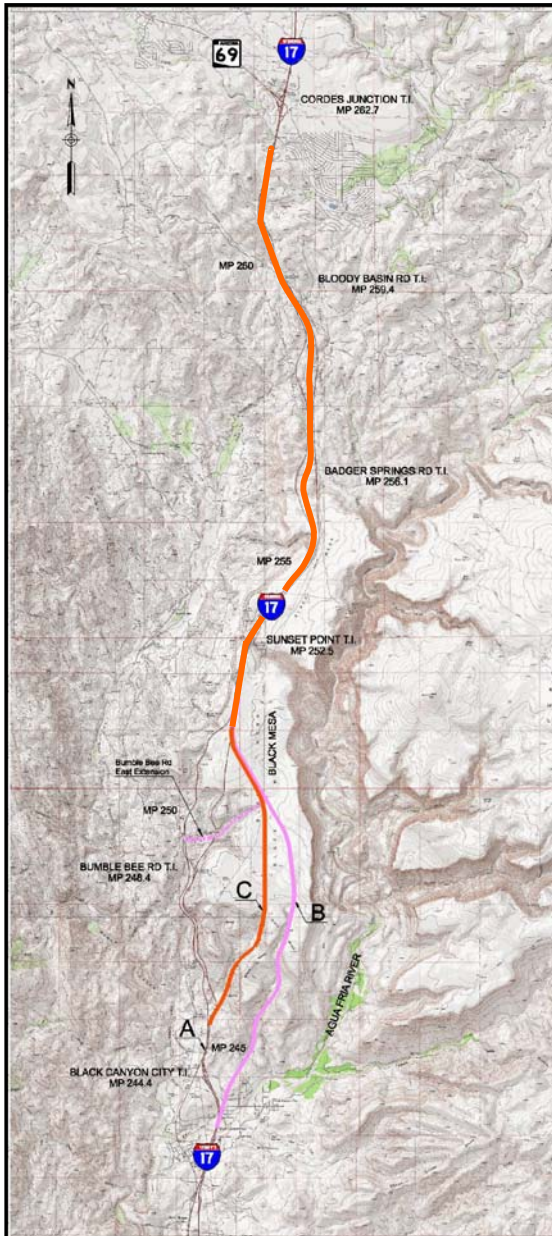 69
17
N
CORDES JUNCTION T.I.
MP 262.7
MP 260
BLOODY BASIN RD T.I.
MP 259.4
BADGER SPRINGS RD T.I.
MP 256.1
MP 255
17
SUNSET POINT T.I.
MP 252.5
BLACK MESA
Bumble Bee Rd
East Extension
MP 250
BUMBLE BEE RD T.I.
MP 248.4
C
B
AGUA FRIA RIVER
A
MP 245
BLACK CANYON CITY T.I.
MP 244.4
17